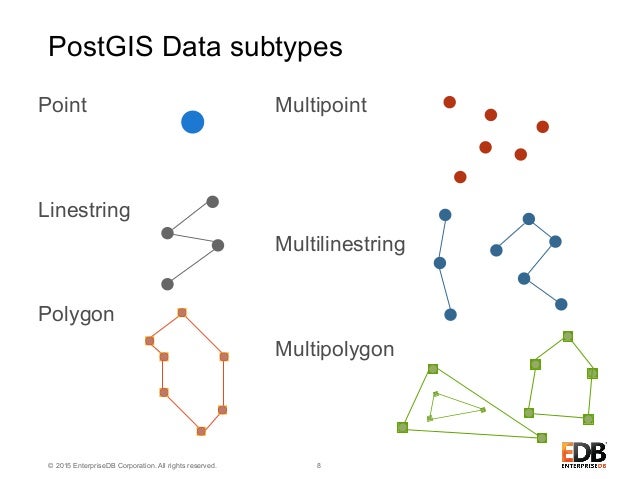 PostGIS Data subtypes
Point
Multipoint
Linestring
Multilinestring
Polygon
Multipolygon
© 2015 EnterpriseDB Corporation. All rights reserved.
8
EDB
ENTERPRISEDB